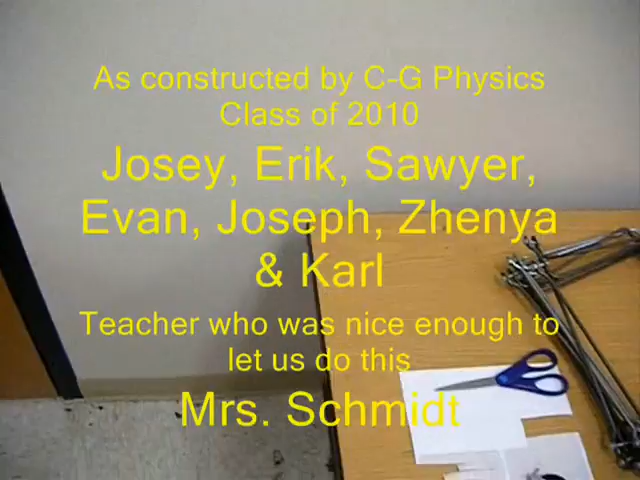 As constructed by C-G Physics
Class of 2010
Josey, Erik, Sawyer,
Evan, Joseph, Zhenya
& Karl
Teacher who was nice enough to
let us do this
Mrs. Schmidt